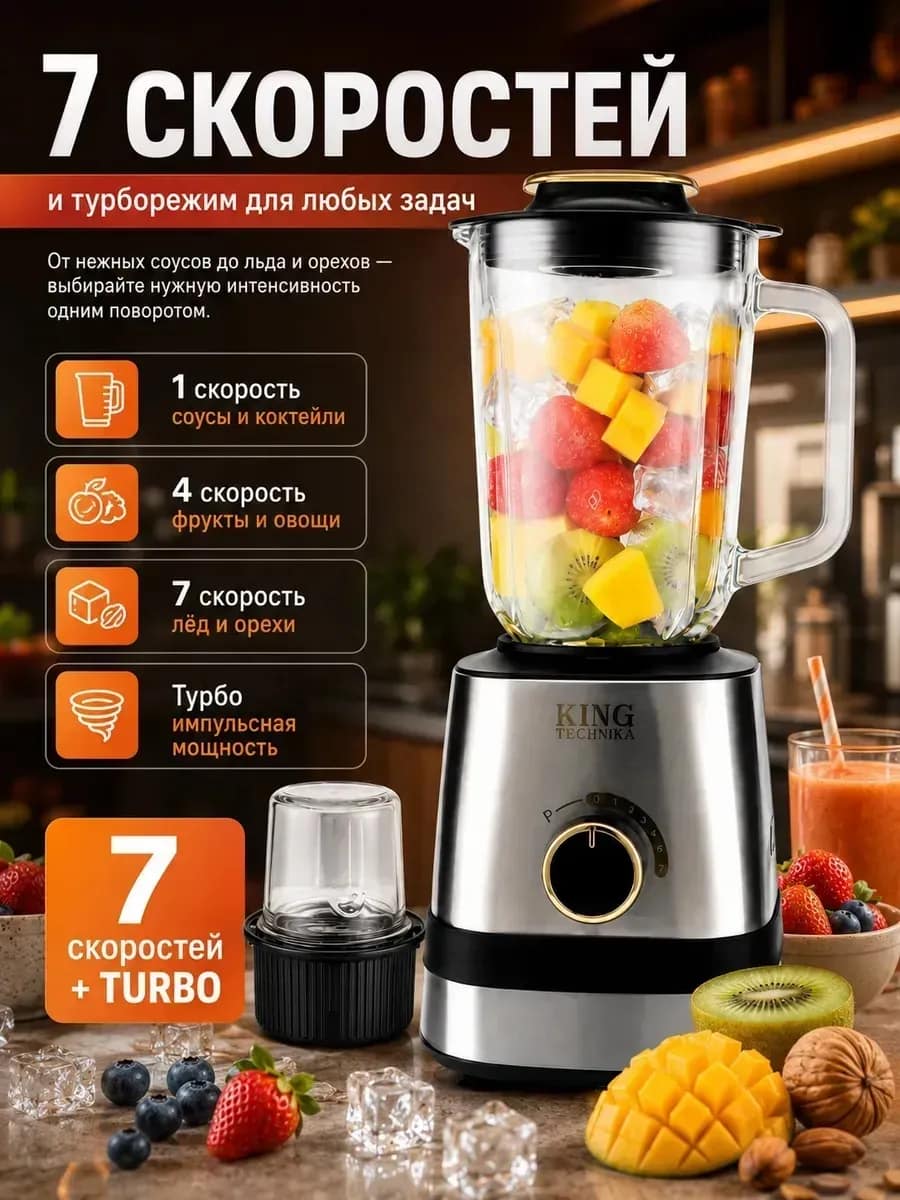 7 СКОРОСТЕЙ
и турборежим для любых задач
От нежных соусов до льда и орехов —
выбирайте нужную интенсивность
одним поворотом.
1 скорость
соусы и коктейли
4 скорость
фрукты и овощи
7 скорость
лёд и орехи
Турбо
импульсная
мощность
KING
TECHNIKA
P 0 1 2 3 4 5 6 7
7
скоростей
+ TURBO